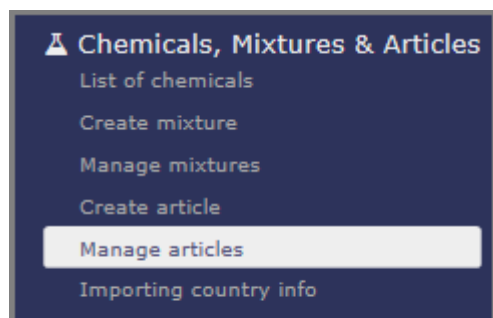 Chemicals, Mixtures & Articles
List of chemicals
Create mixture
Manage mixtures
Create article
Manage articles
Importing country info